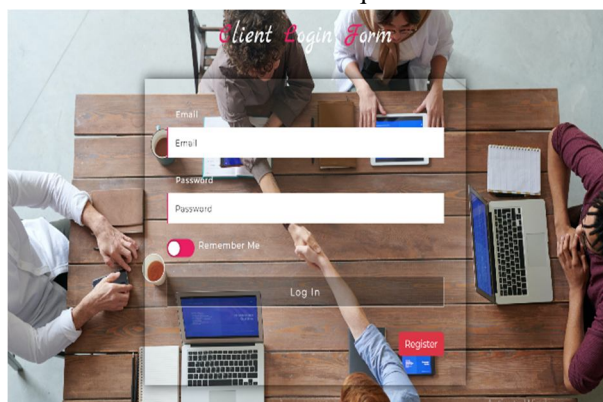 Client Login Form
Email
Email
Password
Password
Remember Me
Log In
Register